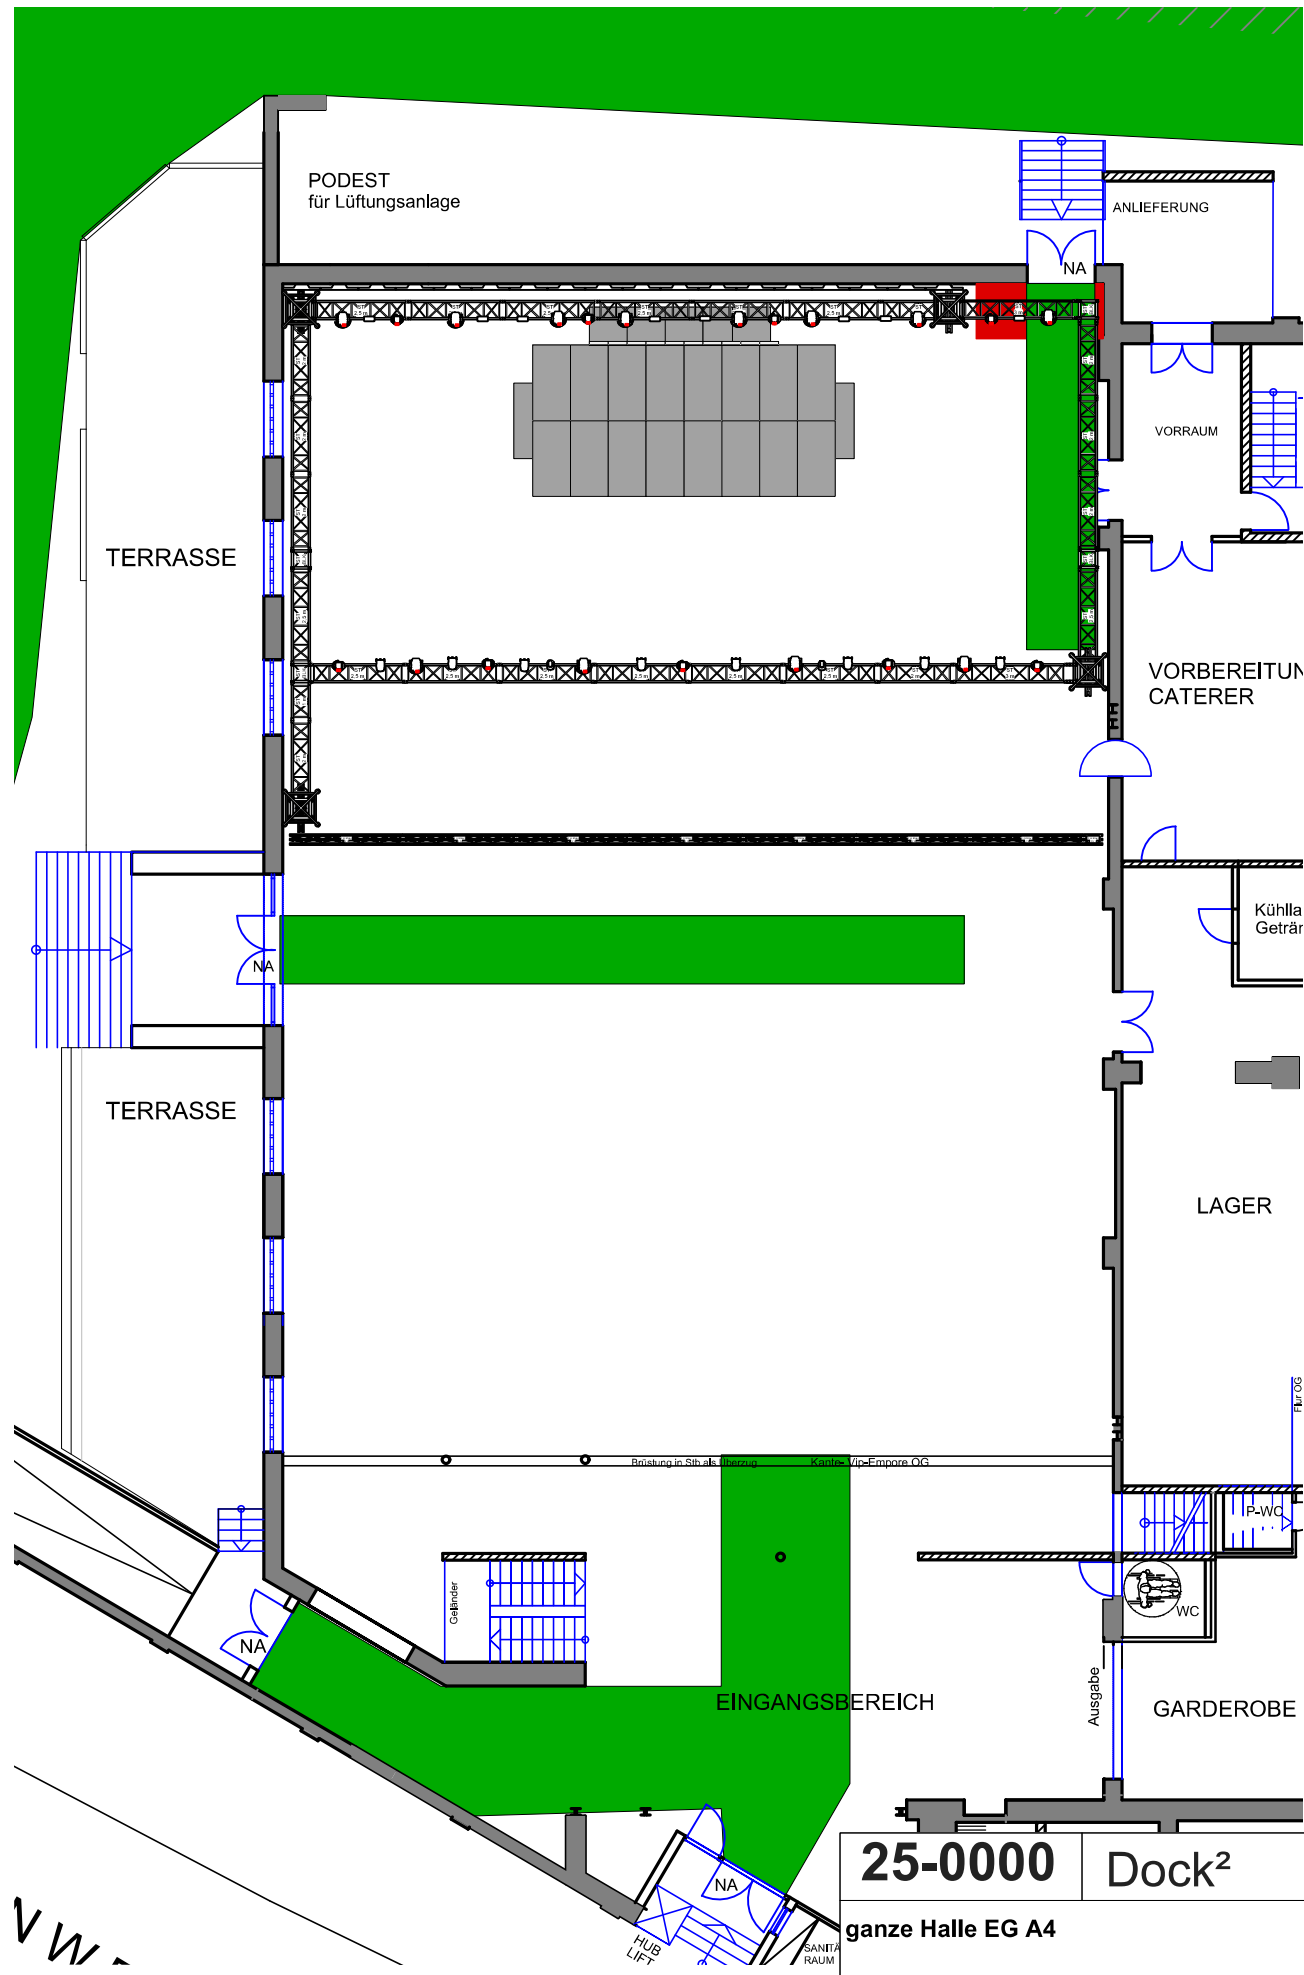 PODEST
für Lüftungsanlage
ANLIEFERUNG
NA
VORRAUM
TERRASSE
VORBEREITUN
CATERER
Kühlla
Geträn
NA
TERRASSE
LAGER
Flur OG
Brüstung in Stb als Überzug
Kante Vip-Empore OG
P-WC
Geländer
WC
NA
EINGANGSBEREICH
Ausgabe
GARDEROBE
25-0000
Dock²
NA
ganze Halle EG A4
HUB
LIFT
SANITÄ
RAUM